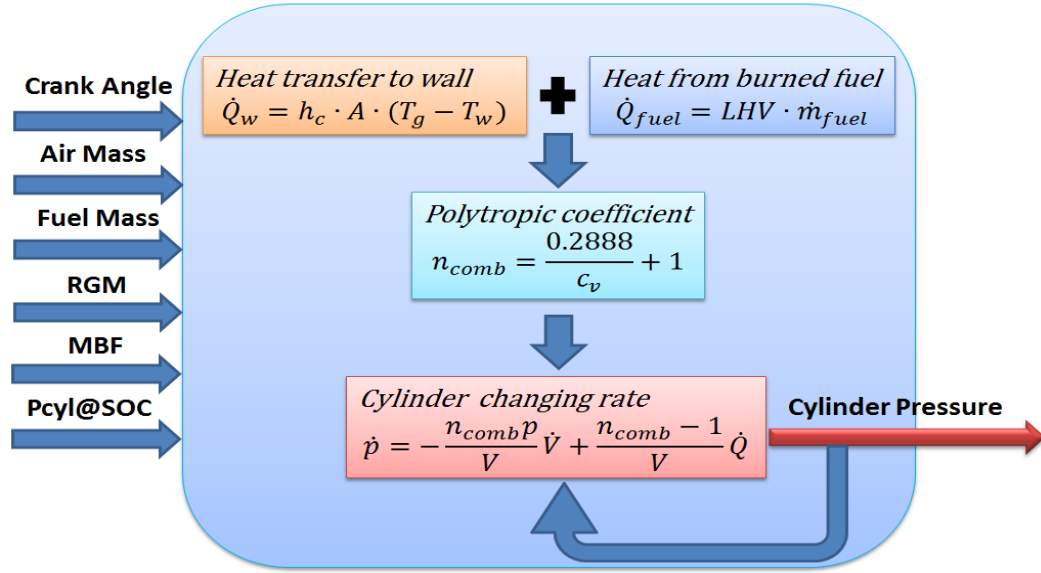 Crank Angle
Air Mass
Fuel Mass
RGM
MBF
Pcyl@SOC
Heat transfer to wall
Q̇_w = h_c · A · (T_g − T_w)
Heat from burned fuel
Q̇_fuel = LHV · ṁ_fuel
Polytropic coefficient
n_comb = 0.2888/c_v + 1
Cylinder changing rate
ṗ = − n_comb p/V V̇ + n_comb − 1/V Q̇
Cylinder Pressure